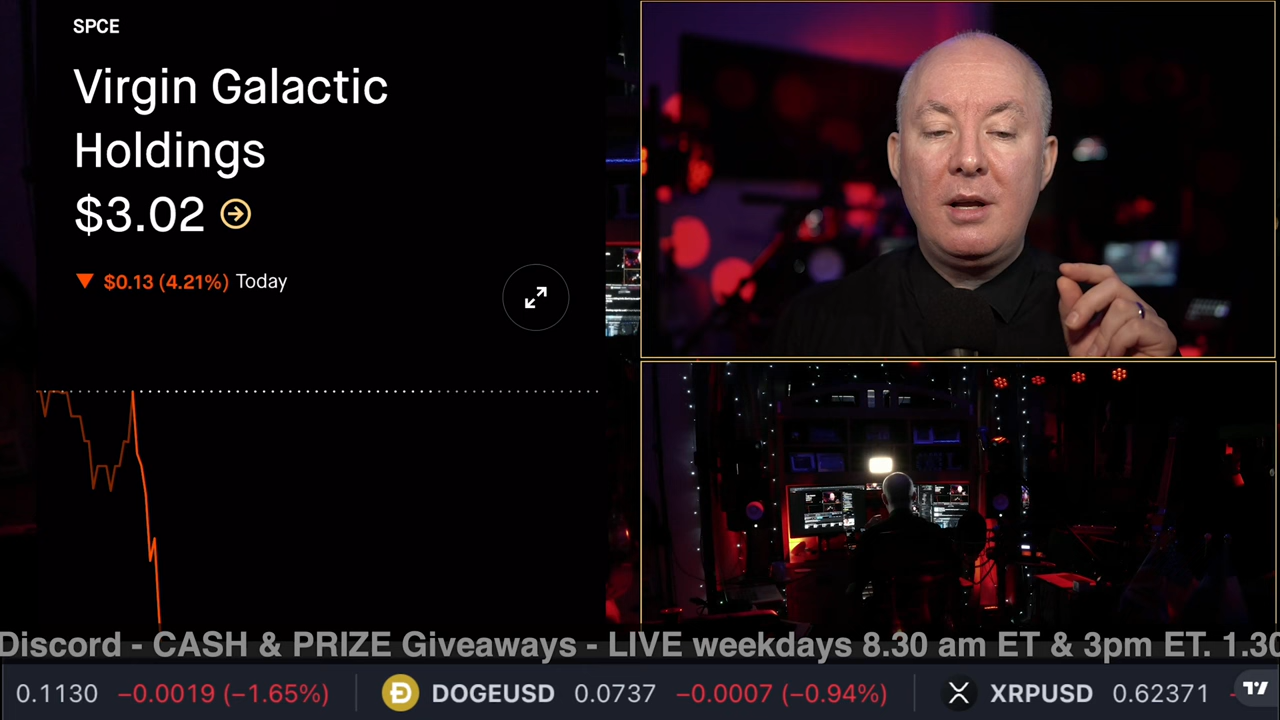 SPCE
Virgin Galactic
Holdings
$3.02
▼ $0.13 (4.21%) Today
Discord - CASH & PRIZE Giveaways - LIVE weekdays 8.30 am ET & 3pm ET. 1.30
0.1130 −0.0019 (−1.65%) DOGEUSD 0.0737 −0.0007 (−0.94%) XRPUSD 0.62371